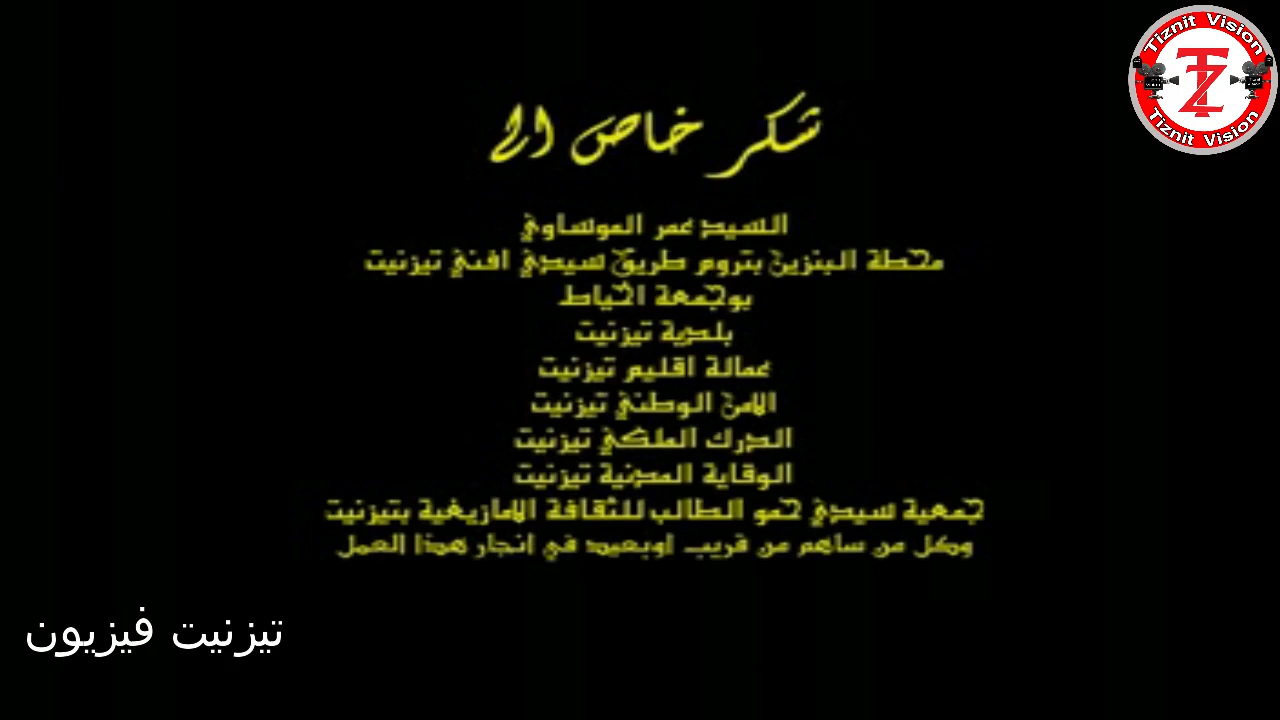 Tiznit Vision
TZ
Tiznit Vision
شكر خاص الى
السيد عمر الموساوي
محطة البنزين بتروم طريق سيدي افني تيزنيت
بوجمعة الخياط
بلدية تيزنيت
عمالة اقليم تيزنيت
الامن الوطني تيزنيت
الدرك الملكي تيزنيت
الوقاية المدنية تيزنيت
جمعية سيدي حمو الطالب للثقافة الامازيغية بتيزنيت
وكل من ساهم من قريب اوبعيد في انجار هذا العمل
تيزنيت فيزيون